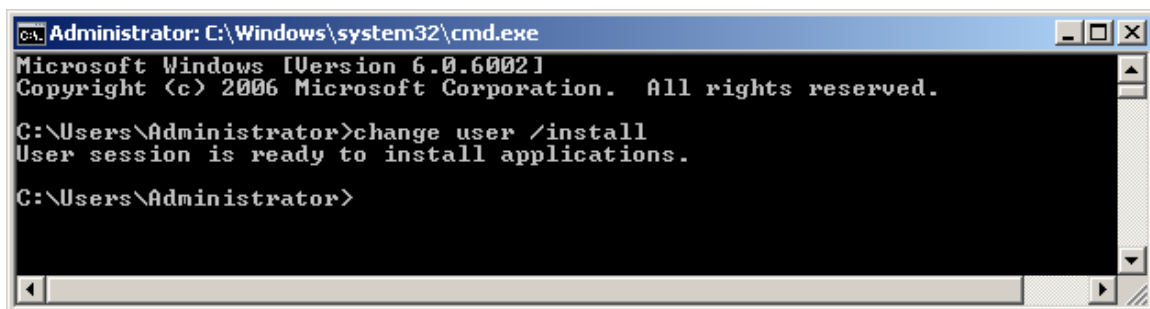 Administrator: C:\Windows\system32\cmd.exe
Microsoft Windows [Version 6.0.6002]
Copyright (c) 2006 Microsoft Corporation.  All rights reserved.
C:\Users\Administrator>change user /install
User session is ready to install applications.
C:\Users\Administrator>